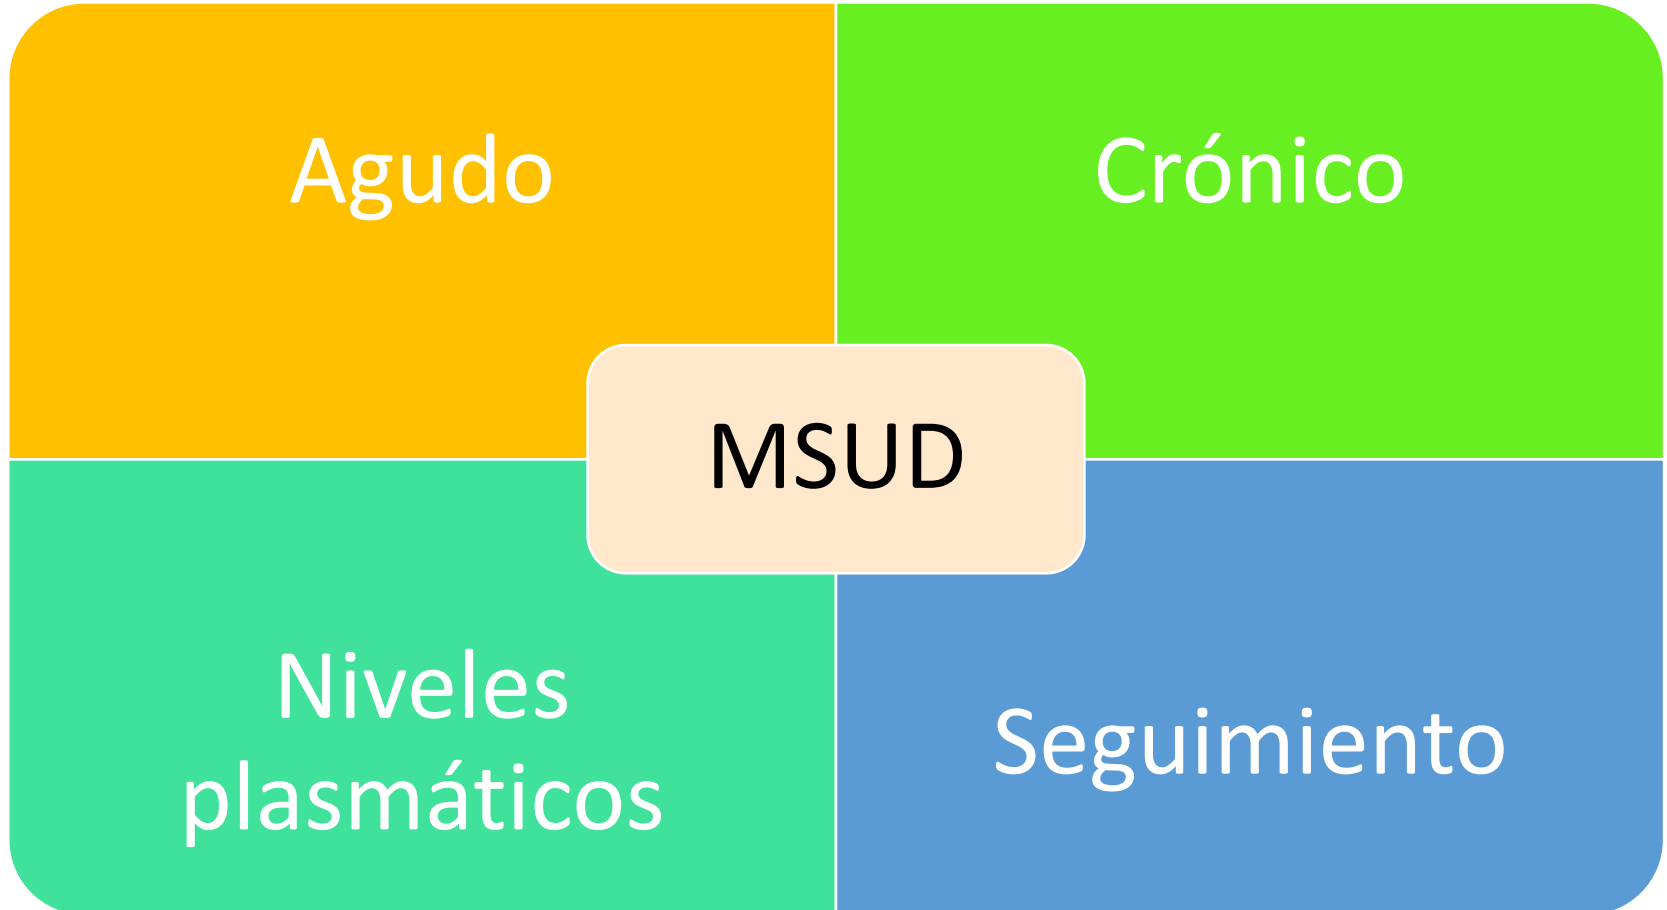 Agudo
Crónico
MSUD
Niveles
plasmáticos
Seguimiento